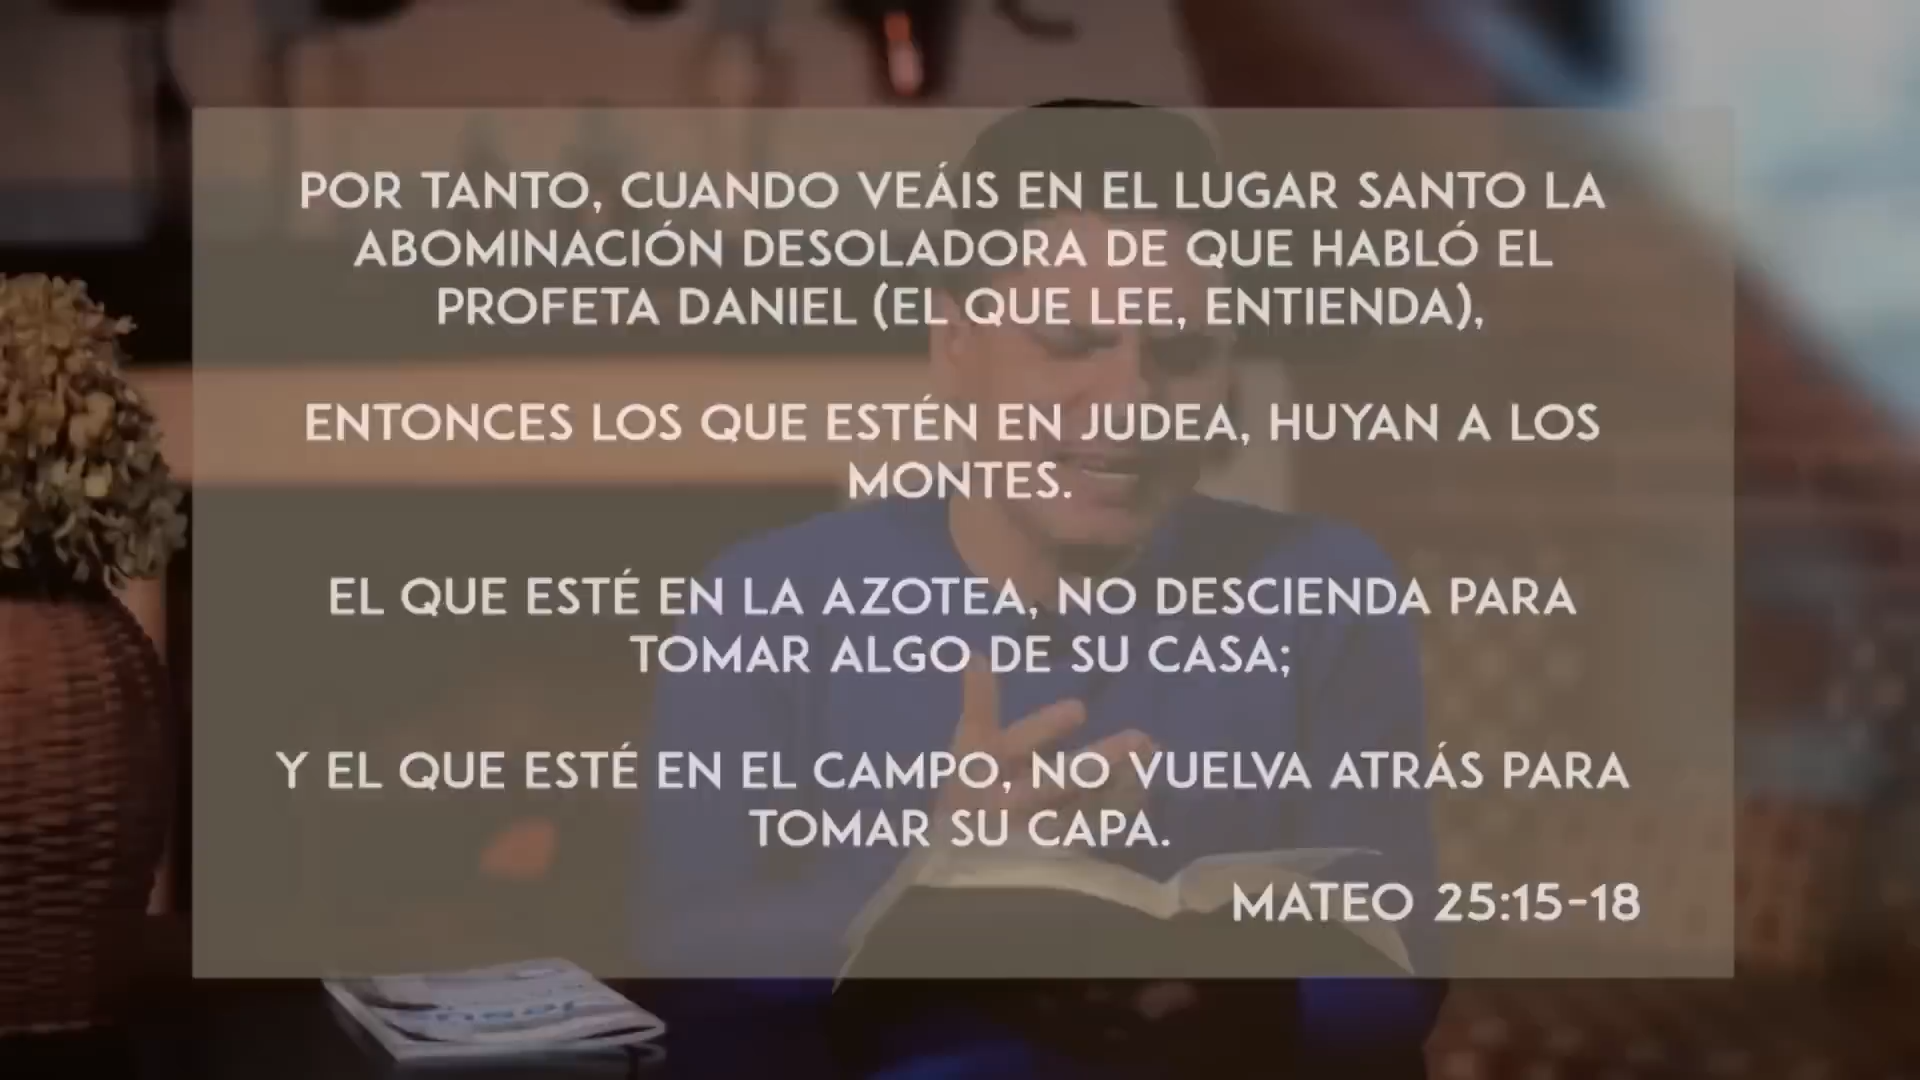 POR TANTO, CUANDO VEÁIS EN EL LUGAR SANTO LA
ABOMINACIÓN DESOLADORA DE QUE HABLÓ EL
PROFETA DANIEL (EL QUE LEE, ENTIENDA),
ENTONCES LOS QUE ESTÉN EN JUDEA, HUYAN A LOS
MONTES.
EL QUE ESTÉ EN LA AZOTEA, NO DESCIENDA PARA
TOMAR ALGO DE SU CASA;
Y EL QUE ESTÉ EN EL CAMPO, NO VUELVA ATRÁS PARA
TOMAR SU CAPA.
MATEO 25:15-18